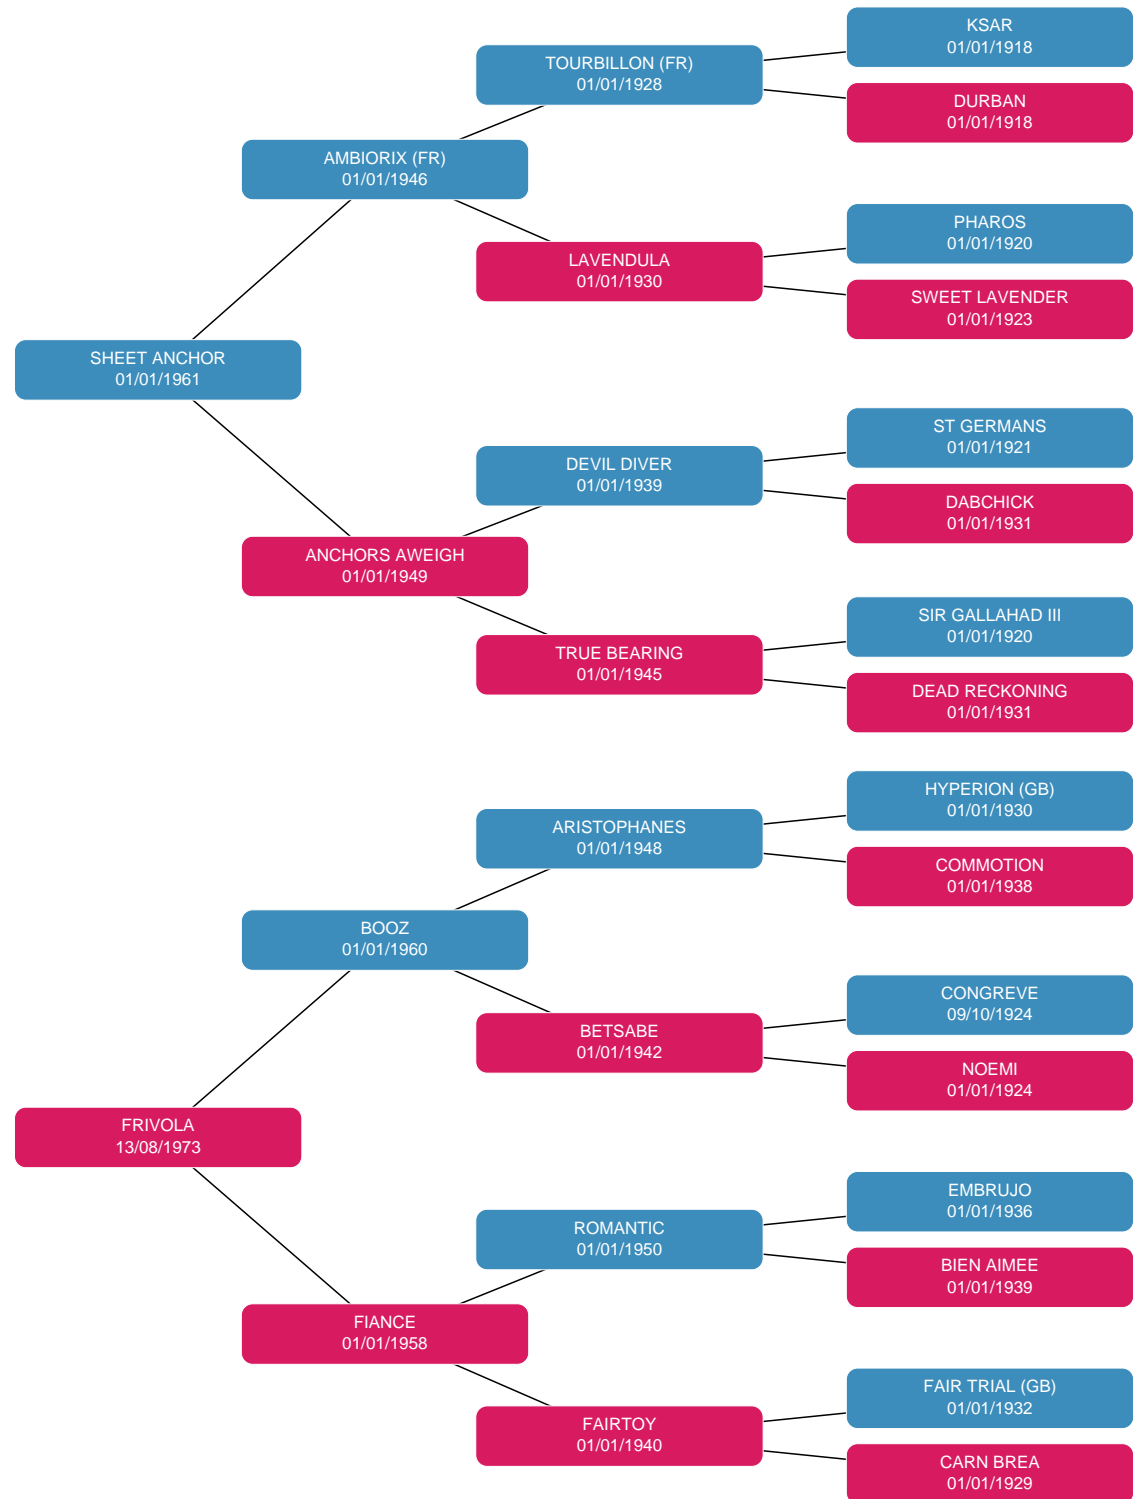 KSAR
01/01/1918
TOURBILLON (FR)
01/01/1928
DURBAN
01/01/1918
AMBIORIX (FR)
01/01/1946
PHAROS
01/01/1920
LAVENDULA
01/01/1930
SWEET LAVENDER
01/01/1923
SHEET ANCHOR
01/01/1961
ST GERMANS
01/01/1921
DEVIL DIVER
01/01/1939
DABCHICK
01/01/1931
ANCHORS AWEIGH
01/01/1949
SIR GALLAHAD III
01/01/1920
TRUE BEARING
01/01/1945
DEAD RECKONING
01/01/1931
HYPERION (GB)
01/01/1930
ARISTOPHANES
01/01/1948
COMMOTION
01/01/1938
BOOZ
01/01/1960
CONGREVE
09/10/1924
BETSABE
01/01/1942
NOEMI
01/01/1924
FRIVOLA
13/08/1973
EMBRUJO
01/01/1936
ROMANTIC
01/01/1950
BIEN AIMEE
01/01/1939
FIANCE
01/01/1958
FAIR TRIAL (GB)
01/01/1932
FAIRTOY
01/01/1940
CARN BREA
01/01/1929